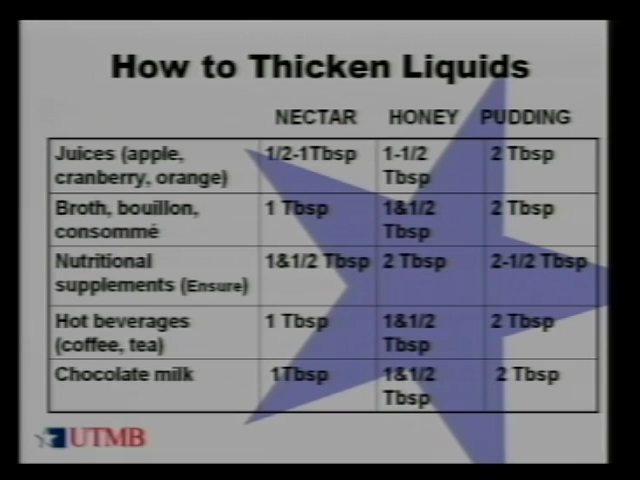 How to Thicken Liquids
NECTAR HONEY PUDDING
Juices (apple, 1/2-1Tbsp 1-1/2 2 Tbsp
cranberry, orange) Tbsp
Broth, bouillon, 1 Tbsp 1&1/2 2 Tbsp
consommé Tbsp
Nutritional 1&1/2 Tbsp 2 Tbsp 2-1/2 Tbsp
supplements (Ensure)
Hot beverages 1 Tbsp 1&1/2 2 Tbsp
(coffee, tea) Tbsp
Chocolate milk 1Tbsp 1&1/2 2 Tbsp
Tbsp
UTMB